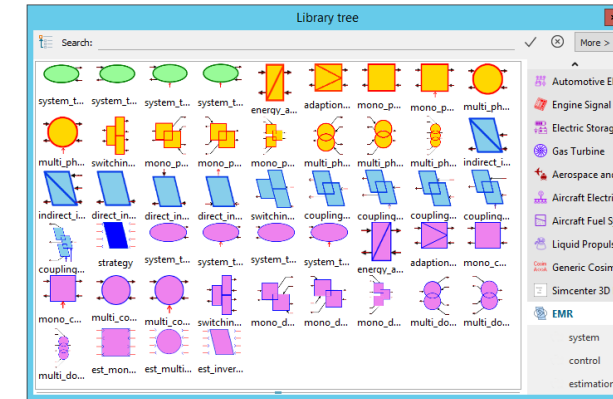 Library tree
Search:
More >
system_t... system_t... system_t... system_t... energy_a... adaption... mono_p... mono_p... multi_ph...
multi_ph... switchin... mono_p... mono_p... mono_p... multi_ph... multi_ph... multi_ph... indirect_i...
indirect_i... direct_in... direct_in... direct_in... switchin... coupling... coupling... coupling... coupling...
coupling... strategy system_t... system_t... system_t... system_t... energy_a... adaption... mono_c...
mono_c... multi_co... multi_co... switchin... mono_d... mono_d... mono_d... multi_do... multi_do...
multi_do... est_mon... est_multi... est_inver...
Automotive El
Engine Signal
Electric Storag
Gas Turbine
Aerospace and
Aircraft Electri
Aircraft Fuel S
Liquid Propuls
Generic Cosim
Simcenter 3D
EMR
system
control
estimation